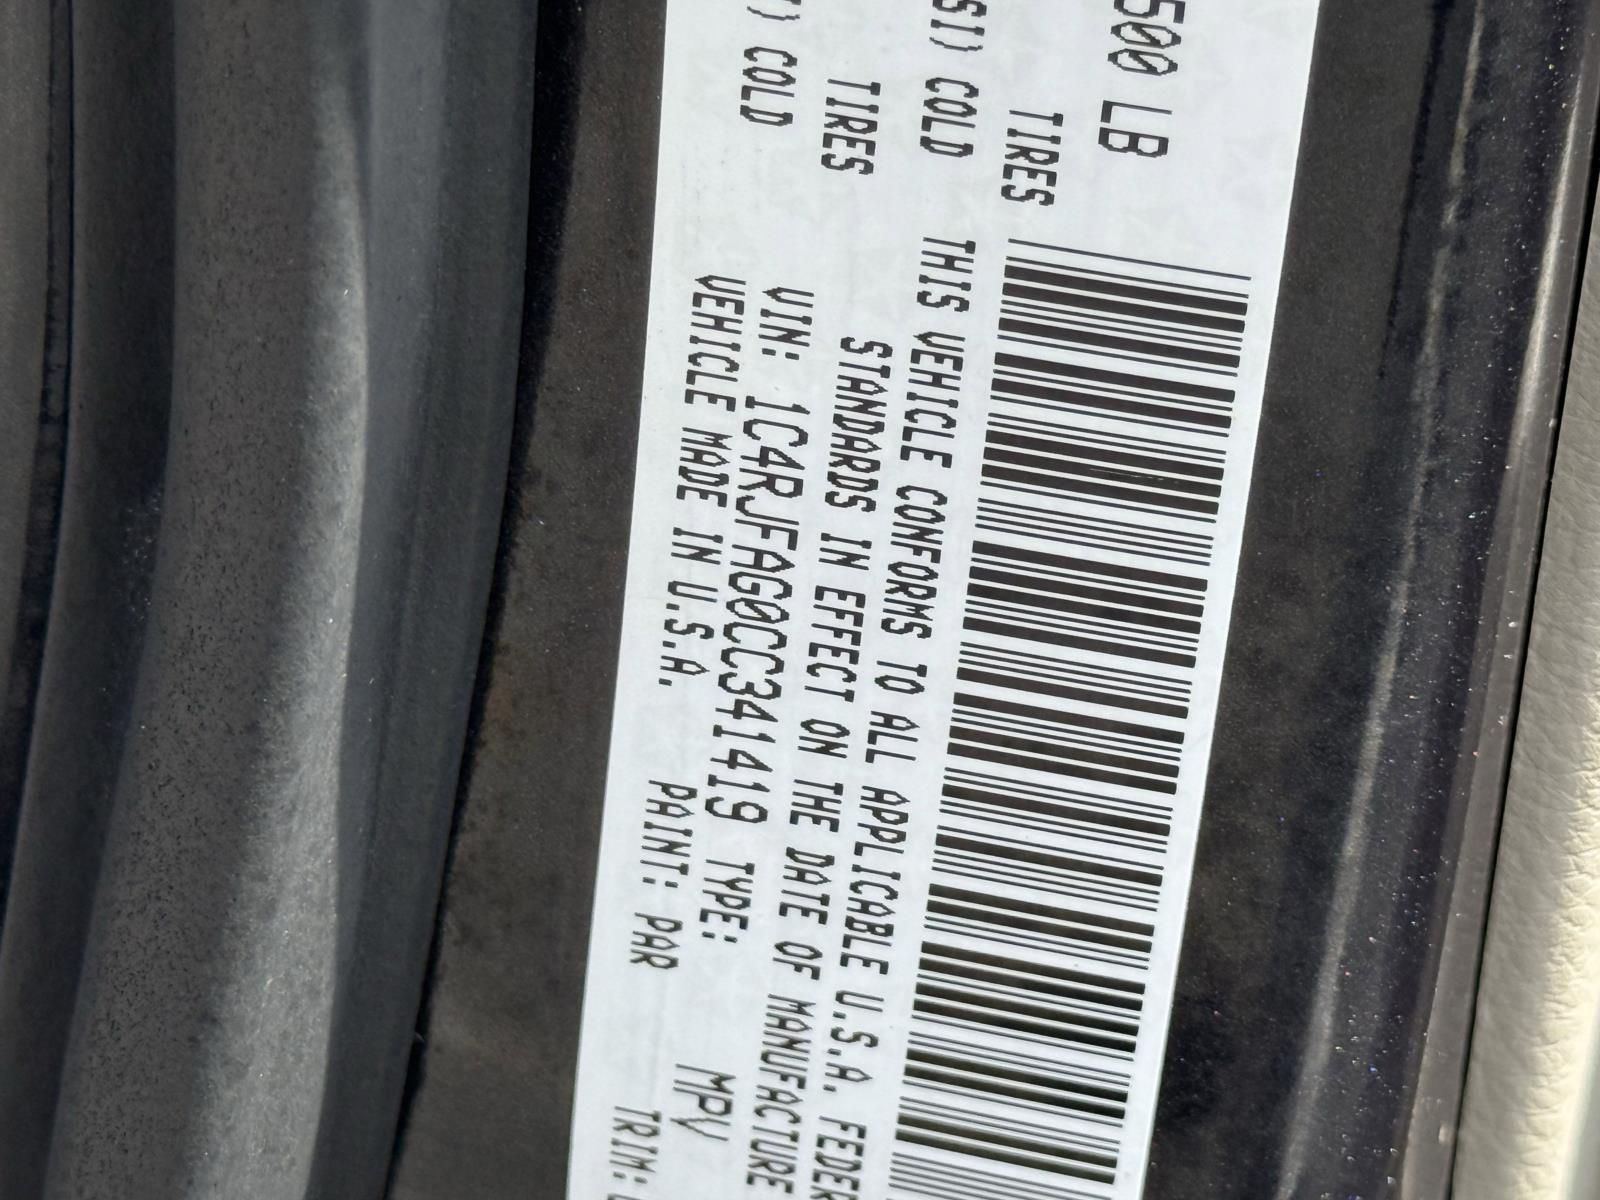 500 LB
TIRES
SI) COLD
TIRES
) COLD
THIS VEHICLE CONFORMS TO ALL APPLICABLE U.S.A. FEDER
STANDARDS IN EFFECT ON THE DATE OF MANUFACTURE
VIN: 1C4RJFAG0CC341419 TYPE: MPV
VEHICLE MADE IN U.S.A. PAINT: PAR TRIM: